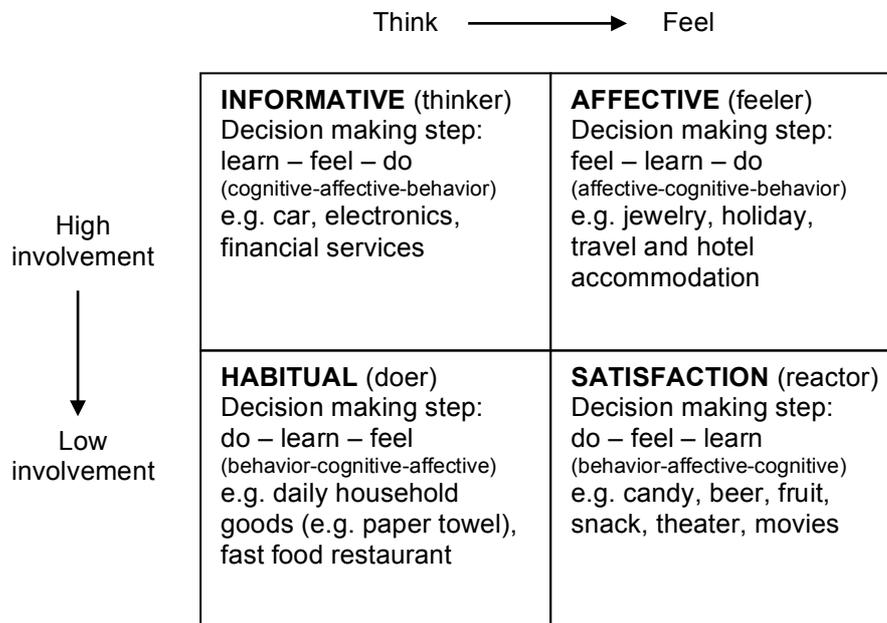 Think Feel
INFORMATIVE (thinker)
Decision making step:
learn – feel – do
(cognitive-affective-behavior)
e.g. car, electronics,
financial services
AFFECTIVE (feeler)
Decision making step:
feel – learn – do
(affective-cognitive-behavior)
e.g. jewelry, holiday,
travel and hotel
accommodation
High
involvement
Low
involvement
HABITUAL (doer)
Decision making step:
do – learn – feel
(behavior-cognitive-affective)
e.g. daily household
goods (e.g. paper towel),
fast food restaurant
SATISFACTION (reactor)
Decision making step:
do – feel – learn
(behavior-affective-cognitive)
e.g. candy, beer, fruit,
snack, theater, movies